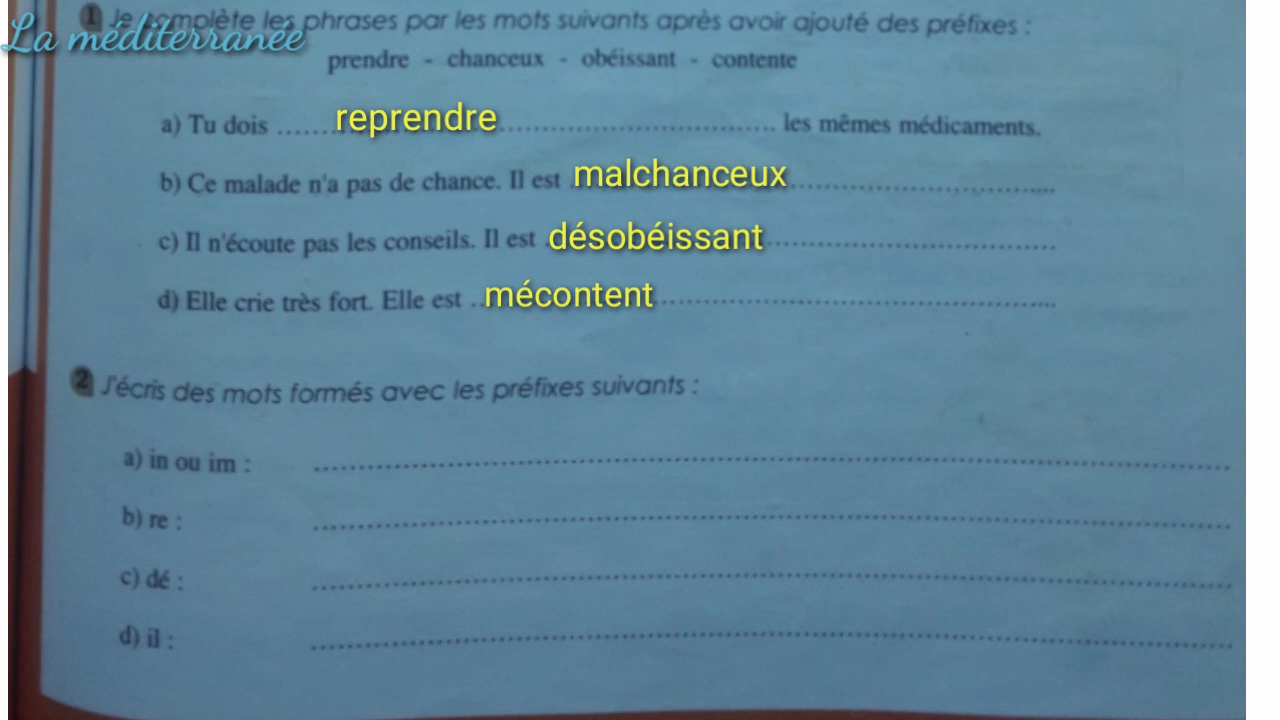 La méditerranée
1 Je complète les phrases par les mots suivants après avoir ajouté des préfixes :
prendre - chanceux - obéissant - contente
a) Tu dois ....... reprendre ................................ les mêmes médicaments.
b) Ce malade n'a pas de chance. Il est . malchanceux ..............................
c) Il n'écoute pas les conseils. Il est . désobéissant ................................
d) Elle crie très fort. Elle est .. mécontent ............................................
2 J'écris des mots formés avec les préfixes suivants :
a) in ou im : ................................................................................
b) re : ................................................................................
c) dé : ................................................................................
d) il : ................................................................................